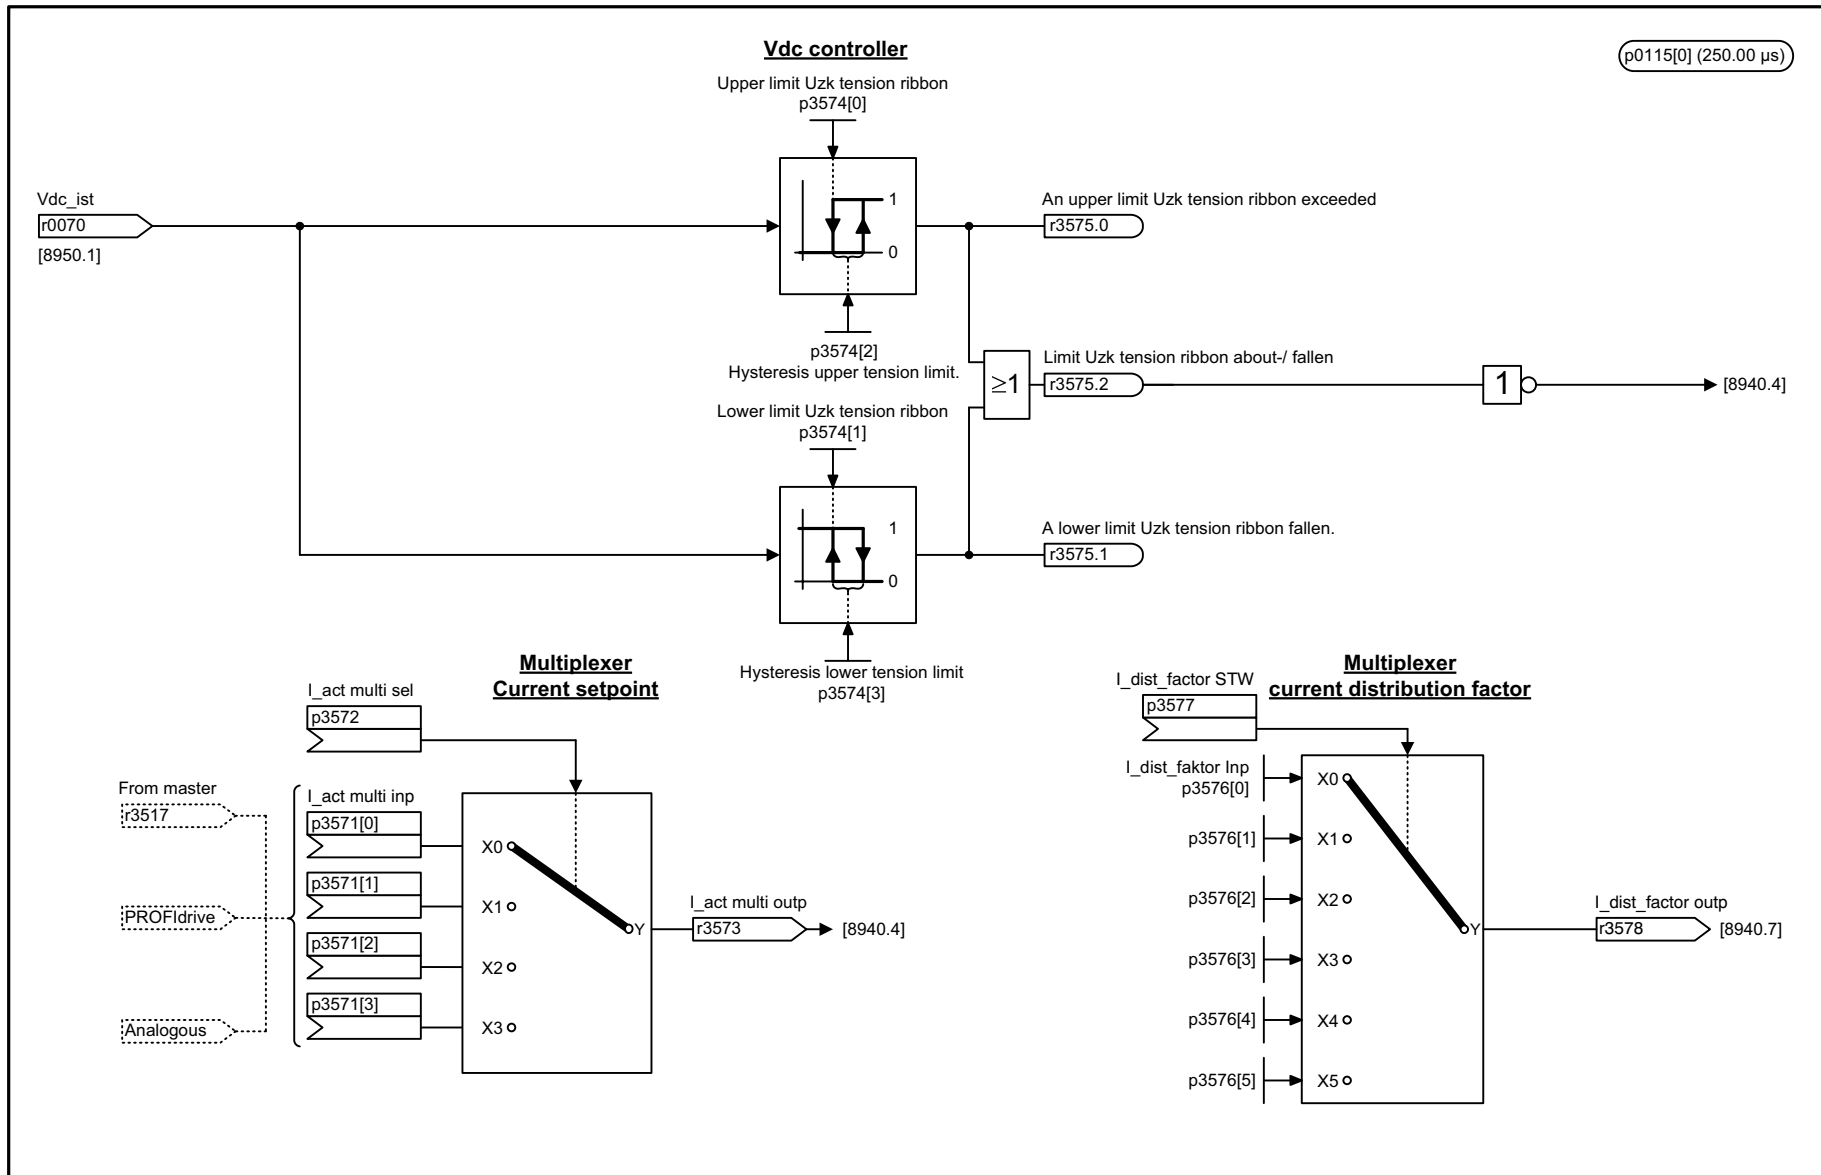 Vdc controller
p0115[0] (250.00 µs)
Upper limit Uzk tension ribbon
p3574[0]
Vdc_ist
r0070
[8950.1]
1
0
An upper limit Uzk tension ribbon exceeded
r3575.0
p3574[2]
Hysteresis upper tension limit.
≥1
Limit Uzk tension ribbon about-/ fallen
r3575.2
1
[8940.4]
Lower limit Uzk tension ribbon
p3574[1]
1
0
A lower limit Uzk tension ribbon fallen.
r3575.1
Hysteresis lower tension limit
p3574[3]
Multiplexer
Current setpoint
I_act multi sel
p3572
From master
r3517
PROFIdrive
Analogous
I_act multi inp
p3571[0]
p3571[1]
p3571[2]
p3571[3]
X0
X1
X2
X3
Y
I_act multi outp
r3573
[8940.4]
Multiplexer
current distribution factor
I_dist_factor STW
p3577
I_dist_faktor Inp
p3576[0]
p3576[1]
p3576[2]
p3576[3]
p3576[4]
p3576[5]
X0
X1
X2
X3
X4
X5
Y
I_dist_factor outp
r3578
[8940.7]